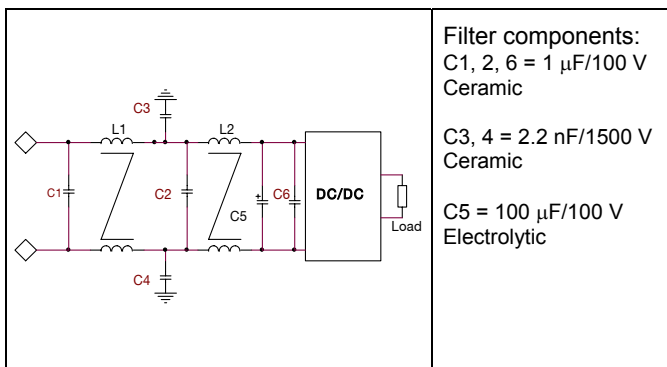 C3
L1
L2
C1
C2
C5
C6
DC/DC
Load
C4
Filter components:
C1, 2, 6 = 1 μF/100 V
Ceramic
C3, 4 = 2.2 nF/1500 V
Ceramic
C5 = 100 μF/100 V
Electrolytic
+